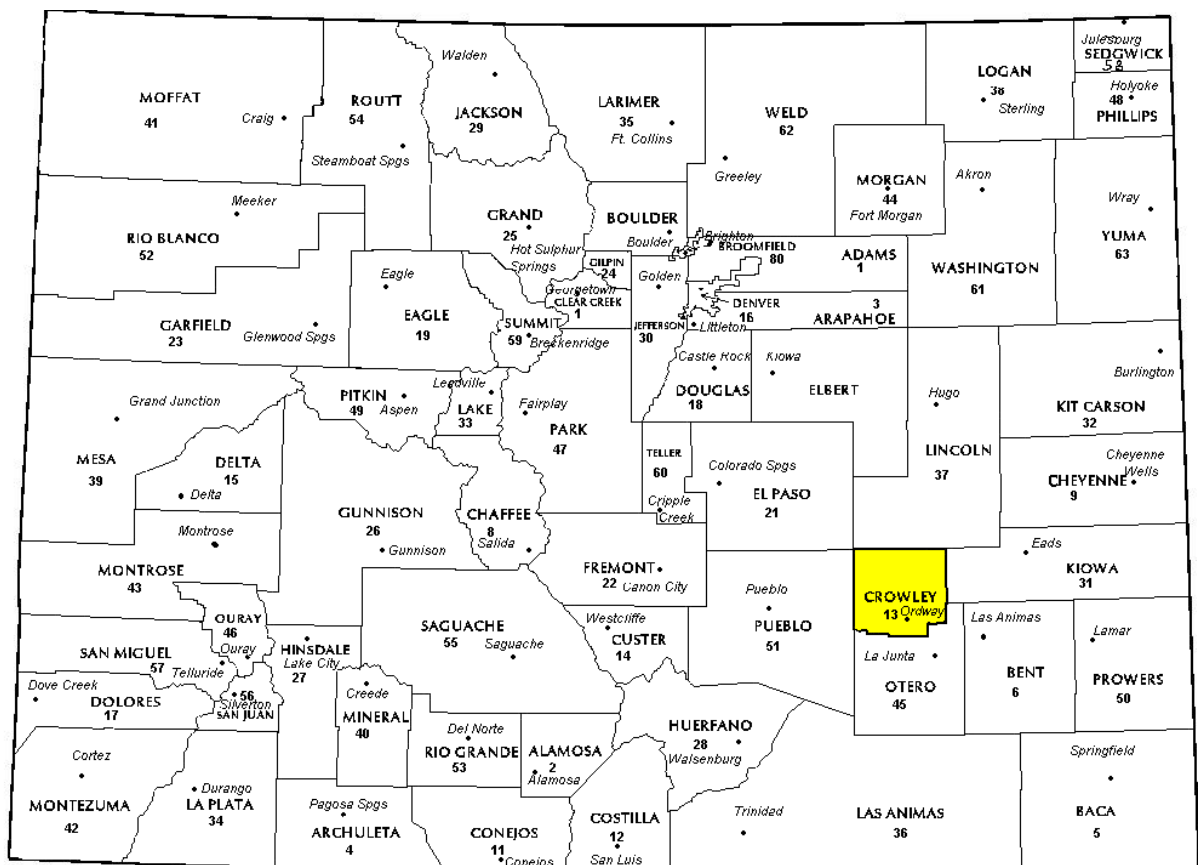 Julesburg
SEDGWICK
58
Walden
LOGAN
38
Sterling
Holyoke
48
PHILLIPS
MOFFAT
41
Craig
ROUTT
54
Steamboat Spgs
JACKSON
29
LARIMER
35
Ft. Collins
WELD
62
Greeley
MORGAN
44
Fort Morgan
Akron
Wray
YUMA
63
Meeker
RIO BLANCO
52
GRAND
25
Hot Sulphur
Springs
BOULDER
Boulder
Brighton
BROOMFIELD
80
ADAMS
1
WASHINGTON
61
GILPIN
24
Golden
Eagle
EAGLE
19
Georgetown
CLEAR CREEK
1
DENVER
16
3
ARAPAHOE
GARFIELD
23
Glenwood Spgs
SUMMIT
59
Breckenridge
JEFFERSON
30
Littleton
Castle Rock
DOUGLAS
18
Kiowa
ELBERT
Hugo
Burlington
KIT CARSON
32
Grand Junction
PITKIN
49
Aspen
Leadville
LAKE
33
Fairplay
PARK
47
MESA
39
DELTA
15
Delta
TELLER
60
Cripple
Creek
Colorado Spgs
EL PASO
21
LINCOLN
37
Cheyenne
Wells
CHEYENNE
9
GUNNISON
26
Gunnison
CHAFFEE
8
Salida
Montrose
MONTROSE
43
FREMONT
22
Canon City
Pueblo
PUEBLO
51
CROWLEY
13
Ordway
Eads
KIOWA
31
OURAY
46
Ouray
HINSDALE
Lake City
27
SAGUACHE
55
Saguache
Westcliffe
CUSTER
14
La Junta
OTERO
45
Las Animas
BENT
6
Lamar
PROWERS
50
SAN MIGUEL
57
Telluride
Dove Creek
DOLORES
17
56
Silverton
SAN JUAN
Creede
MINERAL
40
Del Norte
RIO GRANDE
53
ALAMOSA
2
Alamosa
HUERFANO
28
Walsenburg
Cortez
MONTEZUMA
42
Durango
LA PLATA
34
Pagosa Spgs
ARCHULETA
4
CONEJOS
11
Conejos
COSTILLA
12
San Luis
Trinidad
LAS ANIMAS
36
Springfield
BACA
5